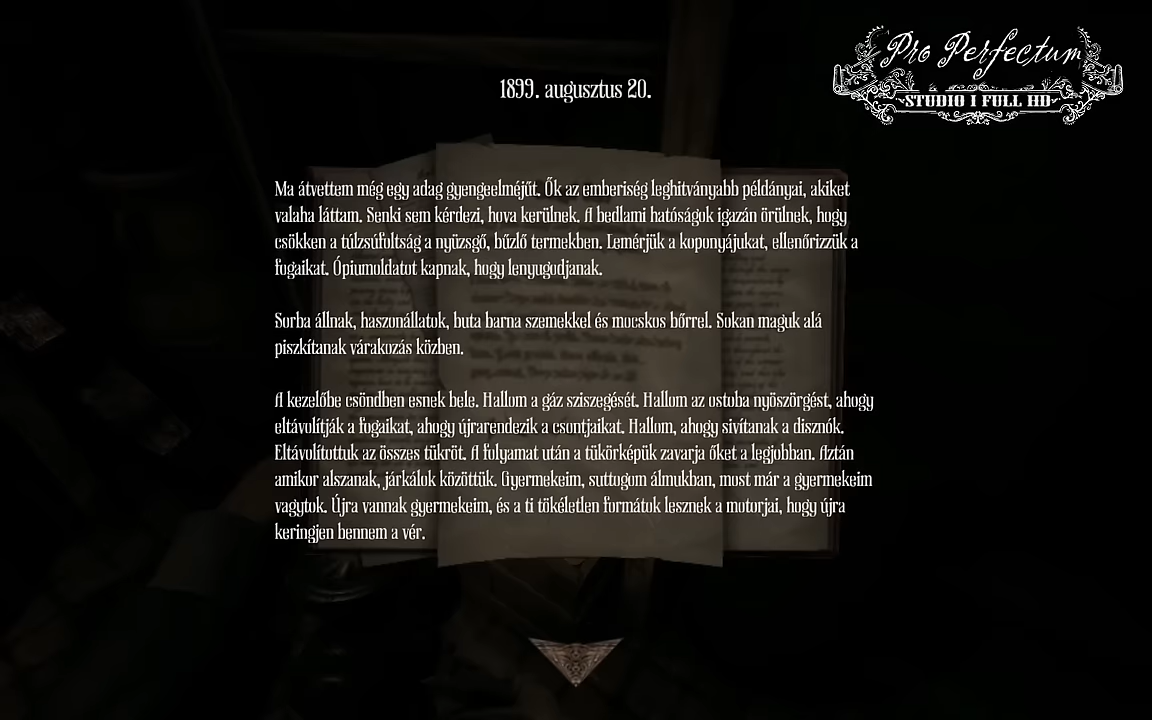 Pro Perfectum
STUDIO I FULL HD
1899. augusztus 20.
Ma átvettem még egy adag gyengeelméjűt. Ők az emberiség leghitványabb példányai, akiket
valaha láttam. Senki sem kérdezi, hova kerülnek. A bedlami hatóságok igazán örülnek, hogy
csökken a túlzsúfoltság a nyüzsgő, bűzlő termekben. Lemérjük a koponyájukat, ellenőrizzük a
fogaikat. Ópiumoldatot kapnak, hogy lenyugodjanak.
Sorba állnak, haszonállatok, buta barna szemekkel és mocskos bőrrel. Sokan maguk alá
piszkítanak várakozás közben.
A kezelőbe csöndben esnek bele. Hallom a gáz sziszegését. Hallom az ostoba nyöszörgést, ahogy
eltávolítják a fogaikat, ahogy újrarendezik a csontjaikat. Hallom, ahogy sivítanak a disznók.
Eltávolítottuk az összes tükröt. A folyamat után a tükörképük zavarja őket a legjobban. Aztán
amikor alszanak, járkálok közöttük. Gyermekeim, suttogom álmukban, most már a gyermekeim
vagytok. Újra vannak gyermekeim, és a ti tökéletlen formátok lesznek a motorjai, hogy újra
keringjen bennem a vér.